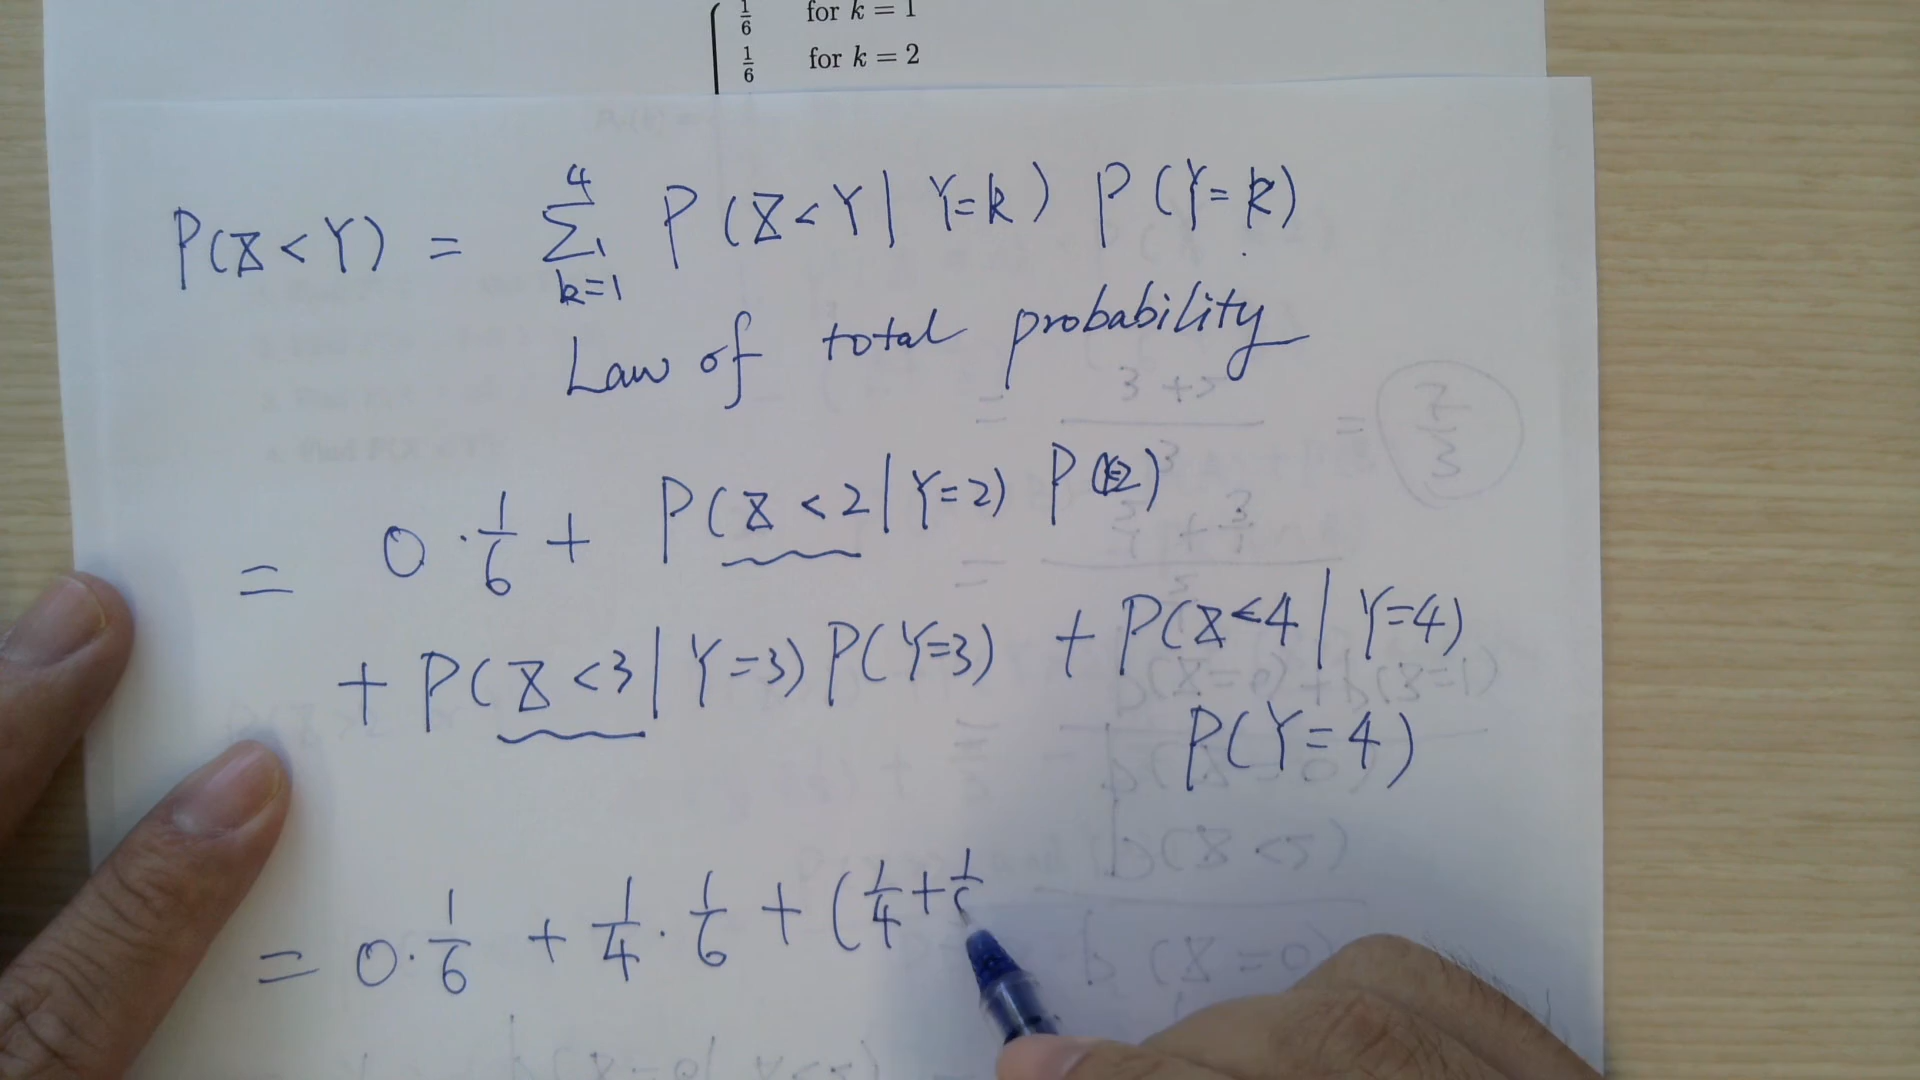 1/6 for k = 1
1/6 for k = 2
P(X<Y) = ∑_{k=1}^{4} P(X<Y | Y=k) P(Y=k)
Law of total probability
= 0 · 1/6 + P(X<2 | Y=2) P(Y=2)
+ P(X<3 | Y=3) P(Y=3) + P(X<4 | Y=4)
P(Y=4)
= 0 · 1/6 + 1/4 · 1/6 + (1/4 + 1/